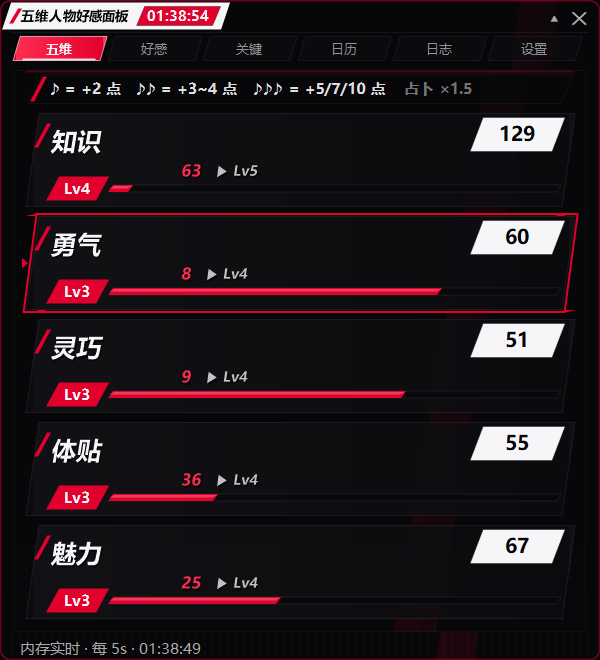 五维人物好感面板 01:38:54
五维 好感 关键 日历 日志 设置
♪ = +2 点 ♪♪ = +3~4 点 ♪♪♪ = +5/7/10 点 占卜 ×1.5
知识 129
63 ▶ Lv5
Lv4
勇气 60
8 ▶ Lv4
Lv3
灵巧 51
9 ▶ Lv4
Lv3
体贴 55
36 ▶ Lv4
Lv3
魅力 67
25 ▶ Lv4
Lv3
内存实时 · 每 5s · 01:38:49